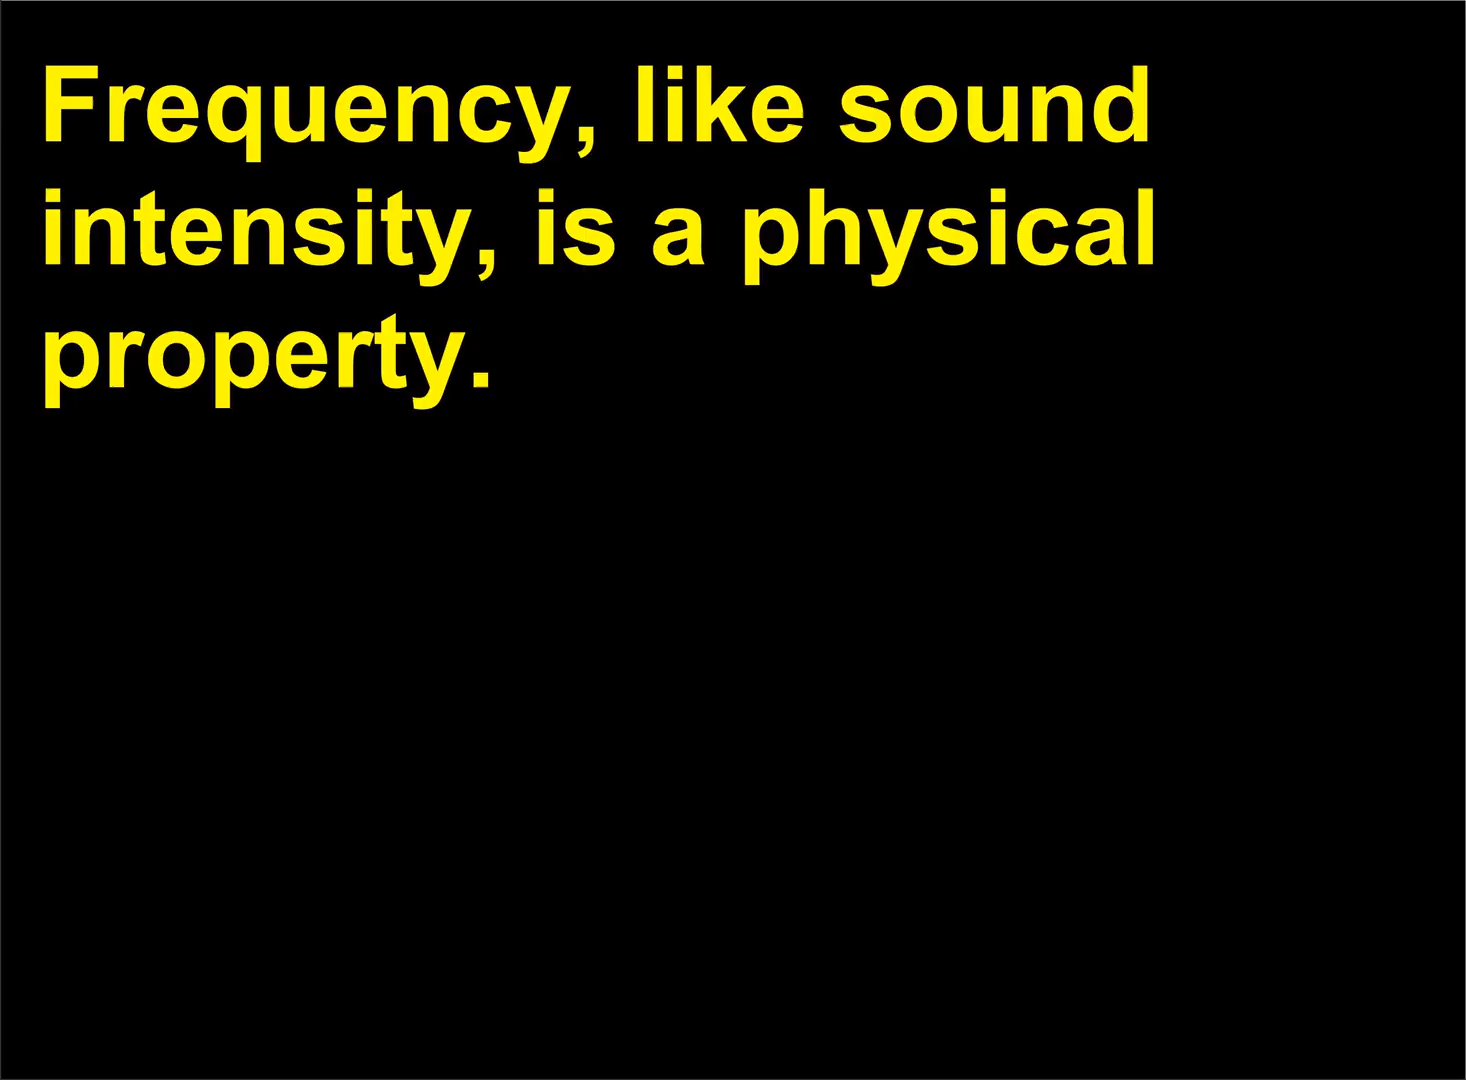 Frequency, like sound
intensity, is a physical
property.